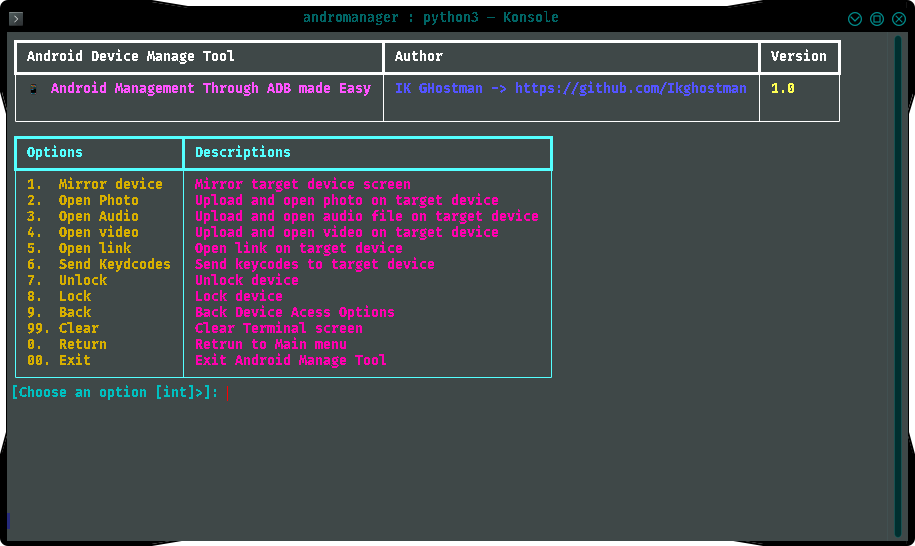 andromanager : python3 — Konsole
Android Device Manage Tool Author Version
Android Management Through ADB made Easy IK GHostman -> https://github.com/Ikghostman 1.0
Options Descriptions
1. Mirror device Mirror target device screen
2. Open Photo Upload and open photo on target device
3. Open Audio Upload and open audio file on target device
4. Open video Upload and open video on target device
5. Open link Open link on target device
6. Send Keydcodes Send keycodes to target device
7. Unlock Unlock device
8. Lock Lock device
9. Back Back Device Acess Options
99. Clear Clear Terminal screen
0. Return Retrun to Main menu
00. Exit Exit Android Manage Tool
[Choose an option [int]>]: